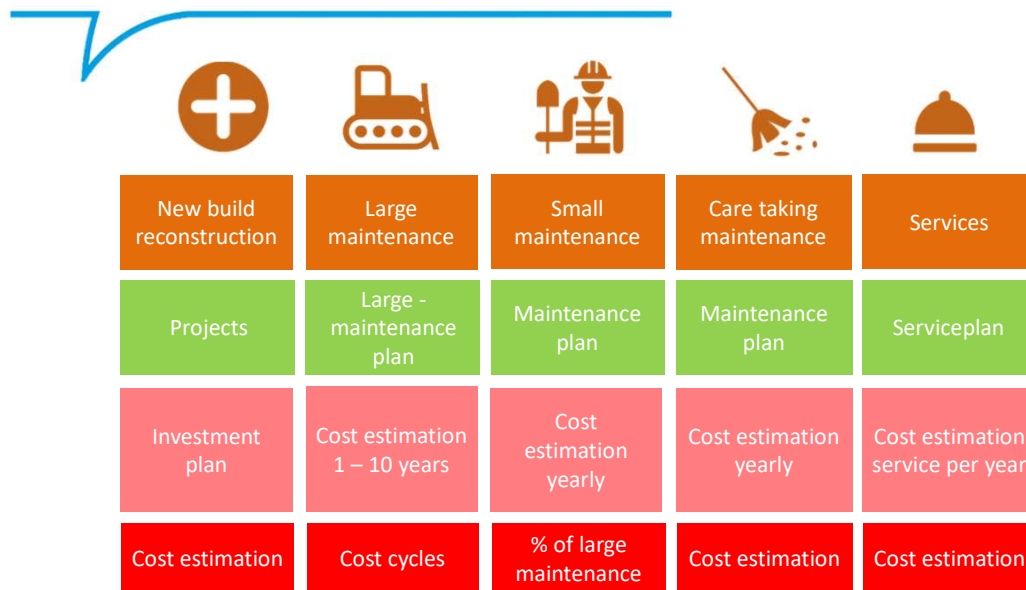 New build
reconstruction
Large
maintenance
Small
maintenance
Care taking
maintenance
Services
Projects
Large -
maintenance
plan
Maintenance
plan
Maintenance
plan
Serviceplan
Investment
plan
Cost estimation
1 – 10 years
Cost
estimation
yearly
Cost estimation
yearly
Cost estimation
service per year
Cost estimation
Cost cycles
% of large
maintenance
Cost estimation
Cost estimation